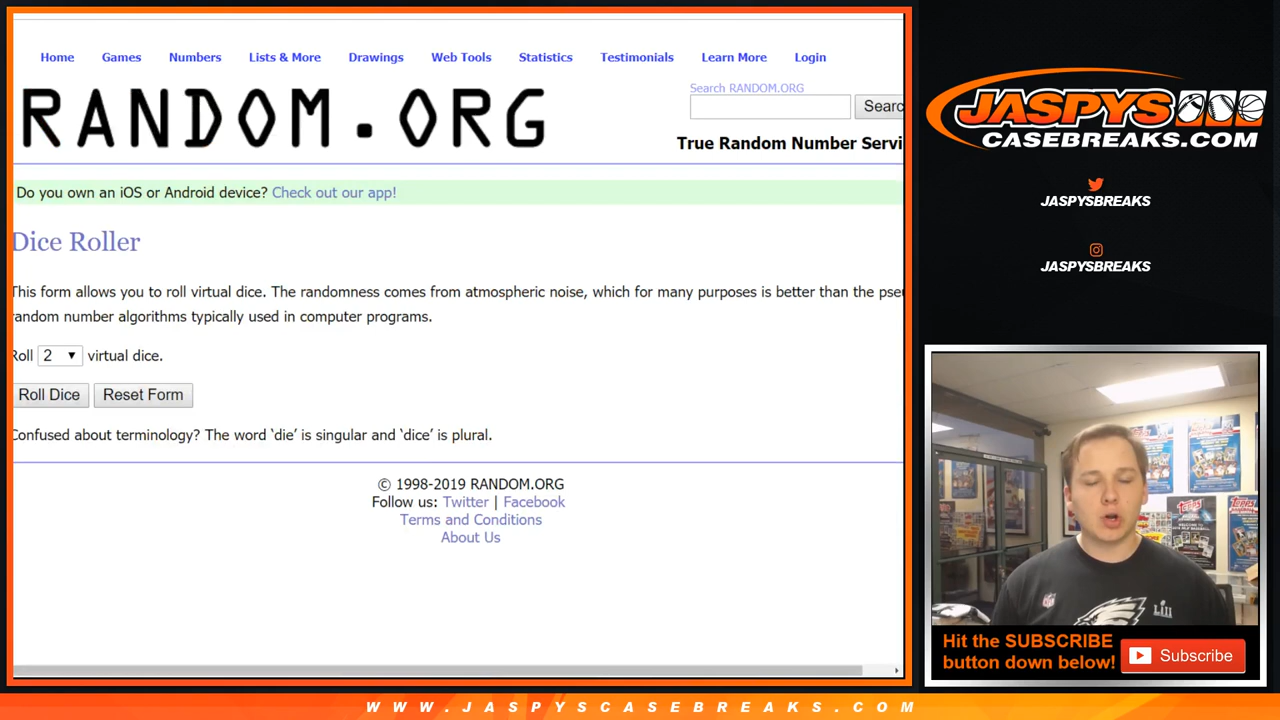 Home Games Numbers Lists & More Drawings Web Tools Statistics Testimonials Learn More Login
RANDOM.ORG
Search RANDOM.ORG
Searc
True Random Number Servi
Do you own an iOS or Android device? Check out our app!
Dice Roller
This form allows you to roll virtual dice. The randomness comes from atmospheric noise, which for many purposes is better than the pseu
random number algorithms typically used in computer programs.
Roll 2 virtual dice.
Roll Dice Reset Form
Confused about terminology? The word ‘die’ is singular and ‘dice’ is plural.
© 1998-2019 RANDOM.ORG
Follow us: Twitter | Facebook
Terms and Conditions
About Us
JASPYS
CASEBREAKS.COM
JASPYSBREAKS
JASPYSBREAKS
TOPPS
LII
Hit the SUBSCRIBE
button down below!
Subscribe
WWW.JASPYSCASEBREAKS.COM